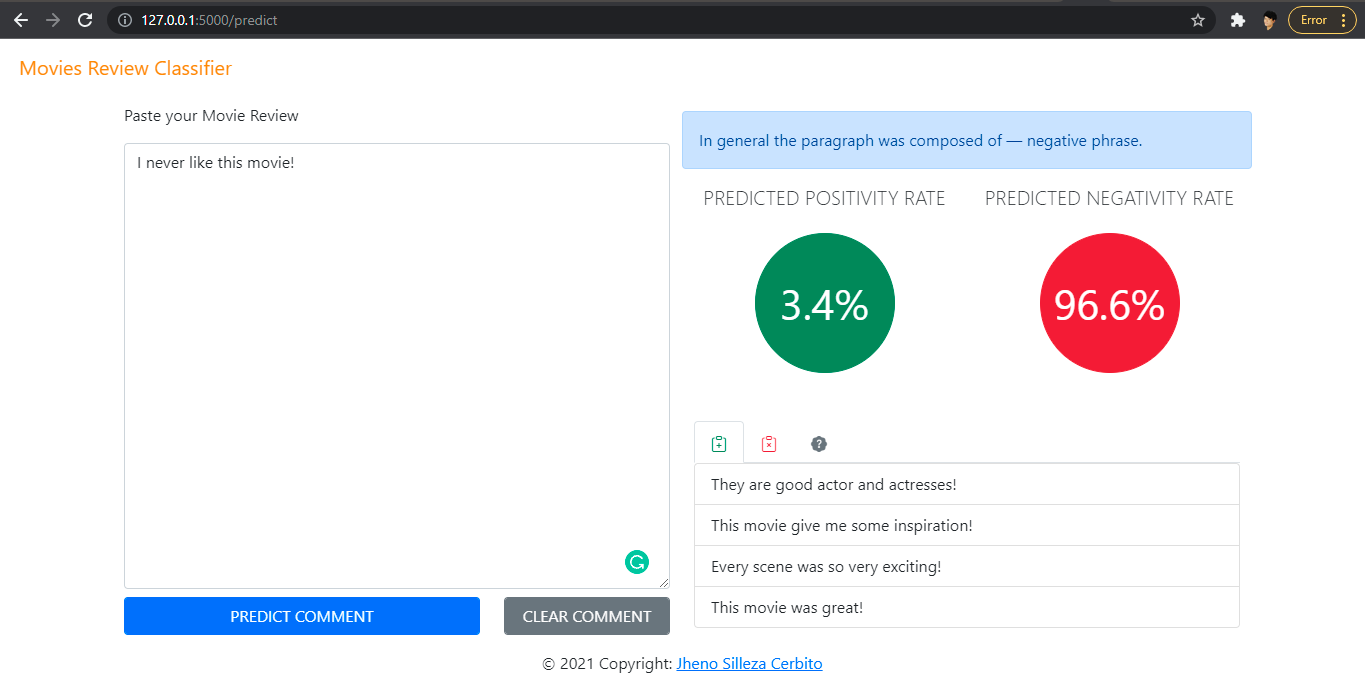 127.0.0.1:5000/predict
Error
Movies Review Classifier
Paste your Movie Review
I never like this movie!
PREDICT COMMENT
CLEAR COMMENT
In general the paragraph was composed of — negative phrase.
PREDICTED POSITIVITY RATE
PREDICTED NEGATIVITY RATE
3.4%
96.6%
They are good actor and actresses!
This movie give me some inspiration!
Every scene was so very exciting!
This movie was great!
© 2021 Copyright: Jheno Silleza Cerbito